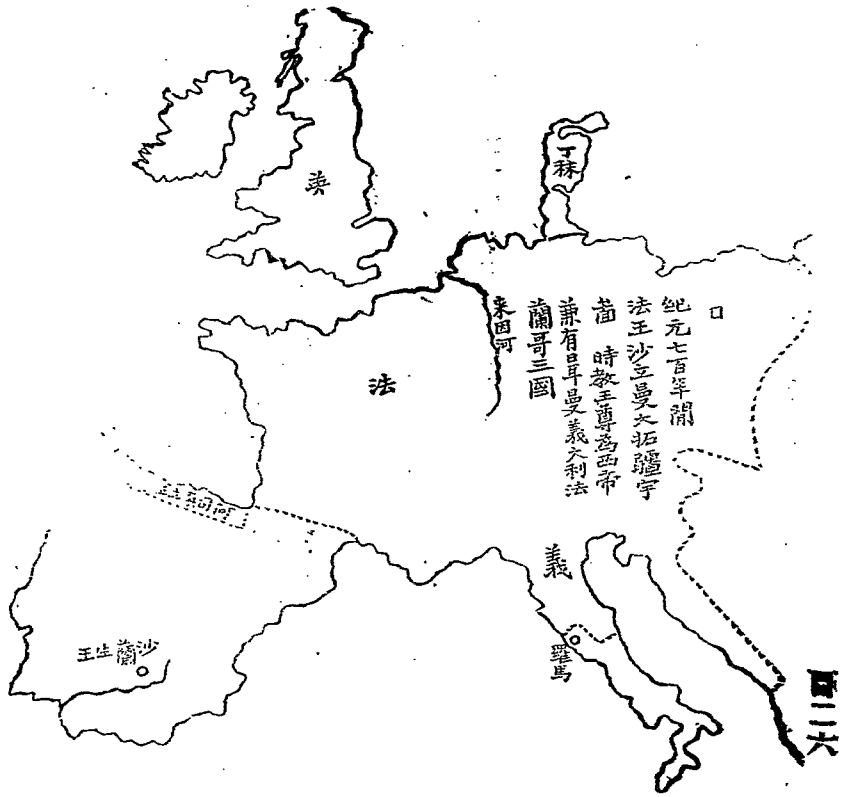 英
丁秣
來因河
法
紀元七百年間
法王沙立曼大拓疆宇
當時教王尊為西帝
兼有日耳曼義大利法
蘭哥三國
義
羅馬
沙蘭生王
圖二六